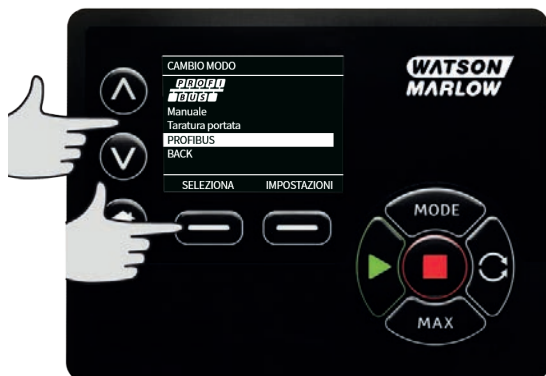 CAMBIO MODO
PROFI
BUS
Manuale
Taratura portata
PROFIBUS
BACK
SELEZIONA IMPOSTAZIONI
WATSON
MARLOW
MODE
MAX